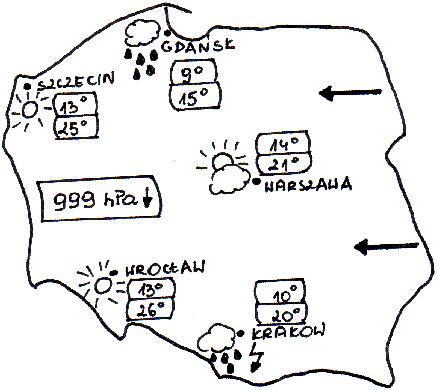 GDAŃSK
9°
15°
SZCZECIN
13°
25°
14°
21°
WARSZAWA
999 hPa
WROCŁAW
13°
26°
10°
20°
KRAKÓW